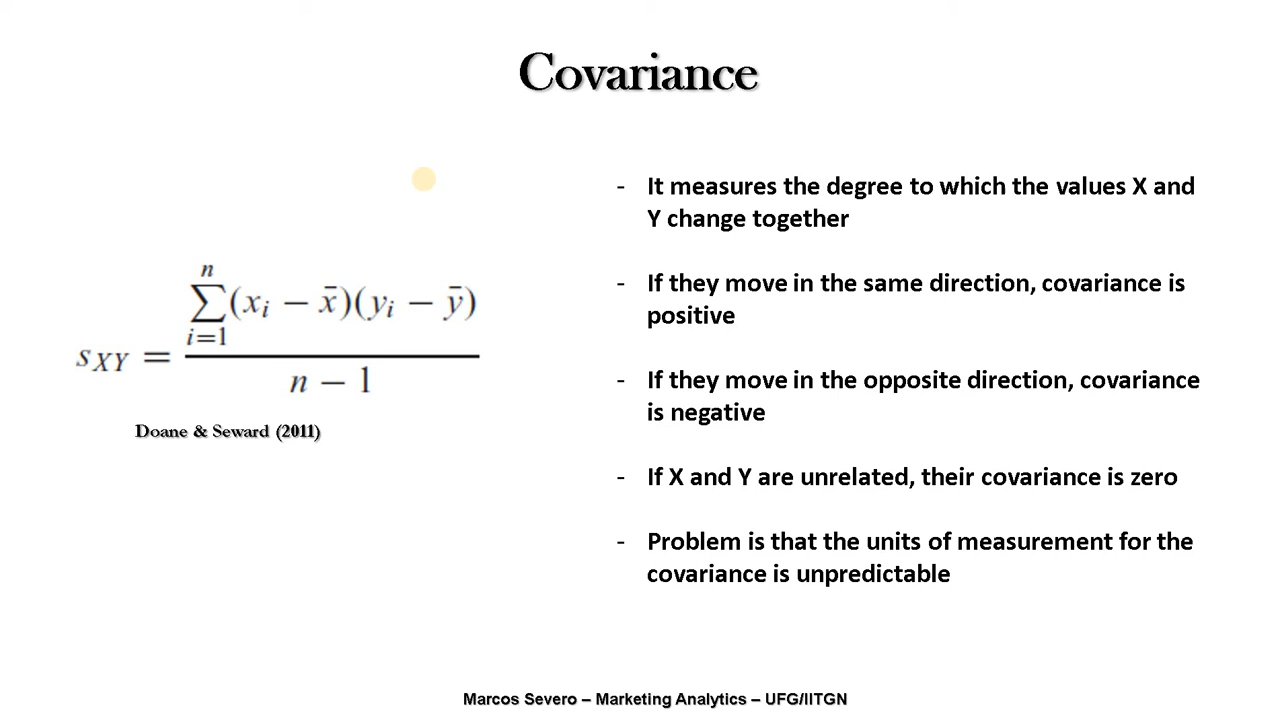 Covariance
n
∑(xᵢ − x̄)(yᵢ − ȳ)
i=1
sXY =
n − 1
Doane & Seward (2011)
- It measures the degree to which the values X and
Y change together
- If they move in the same direction, covariance is
positive
- If they move in the opposite direction, covariance
is negative
- If X and Y are unrelated, their covariance is zero
- Problem is that the units of measurement for the
covariance is unpredictable
Marcos Severo – Marketing Analytics – UFG/IITGN